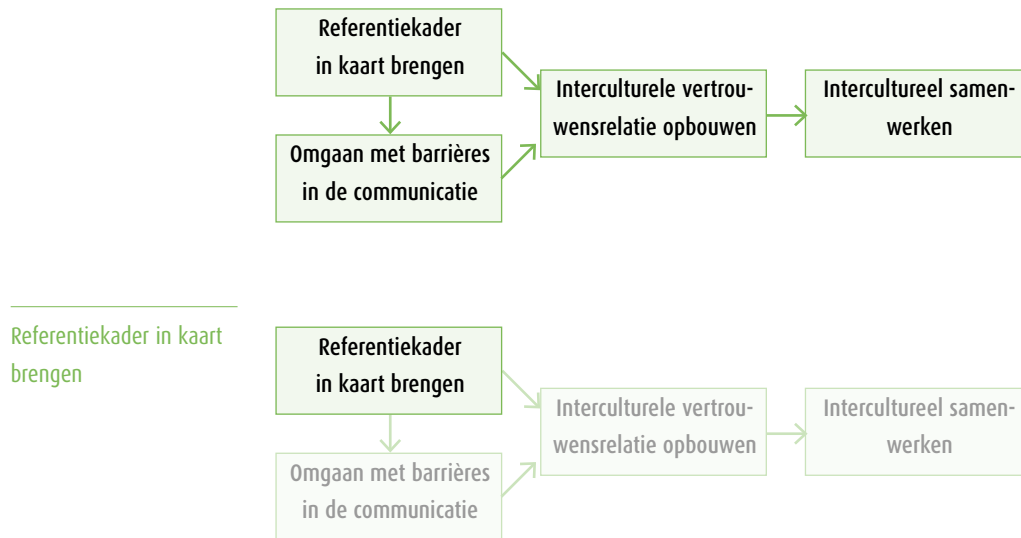 Referentiekader
in kaart brengen
Interculturele vertrou-
wensrelatie opbouwen
Intercultureel samen-
werken
Omgaan met barrières
in de communicatie
Referentiekader in kaart
brengen
Referentiekader
in kaart brengen
Interculturele vertrou-
wensrelatie opbouwen
Intercultureel samen-
werken
Omgaan met barrières
in de communicatie